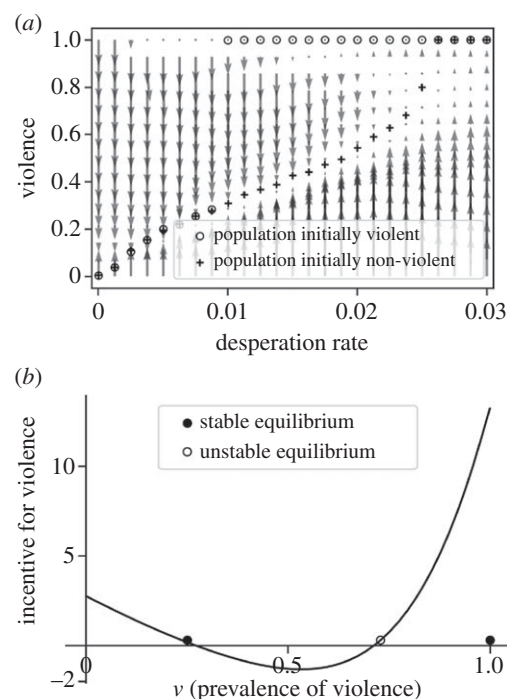 (a)
1.0
0.8
0.6
0.4
0.2
0
violence
population initially violent
population initially non-violent
0 0.01 0.02 0.03
desperation rate
(b)
stable equilibrium
unstable equilibrium
10
5
−2
incentive for violence
0 0.5 1.0
v (prevalence of violence)